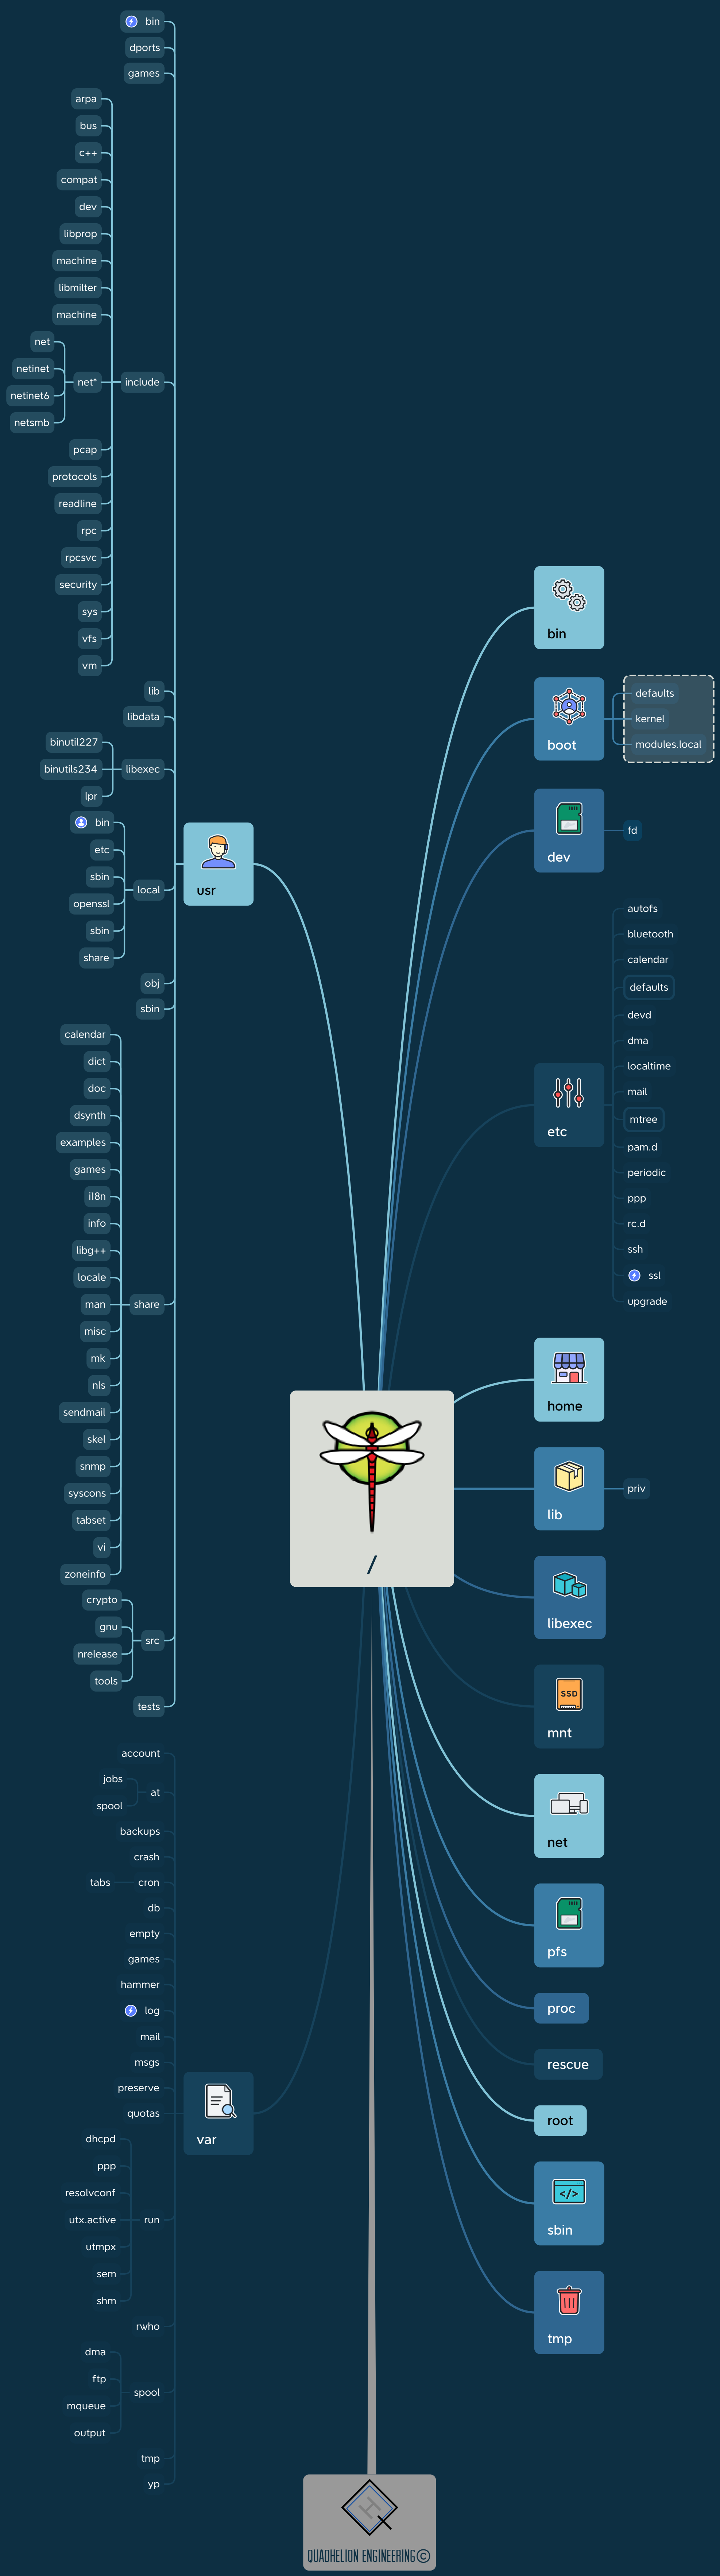 bin
dports
games
arpa
bus
c++
compat
dev
libprop
machine
libmilter
machine
net
netinet
netinet6
netsmb
net*
include
pcap
protocols
readline
rpc
rpcsvc
security
sys
vfs
vm
lib
libdata
binutil227
binutils234
lpr
libexec
bin
etc
sbin
openssl
sbin
share
local
obj
sbin
calendar
dict
doc
dsynth
examples
games
i18n
info
libg++
locale
man
misc
mk
nls
sendmail
skel
snmp
syscons
tabset
vi
zoneinfo
share
crypto
gnu
nrelease
tools
src
tests
usr
account
jobs
spool
at
backups
crash
tabs
cron
db
empty
games
hammer
log
mail
msgs
preserve
quotas
dhcpd
ppp
resolvconf
utx.active
utmpx
sem
shm
run
rwho
dma
ftp
mqueue
output
spool
tmp
yp
var
/
bin
boot
defaults
kernel
modules.local
dev
fd
etc
autofs
bluetooth
calendar
defaults
devd
dma
localtime
mail
mtree
pam.d
periodic
ppp
rc.d
ssh
ssl
upgrade
home
lib
priv
libexec
SSD
mnt
net
pfs
proc
rescue
root
</>
sbin
tmp
QUADHELION ENGINEERING©